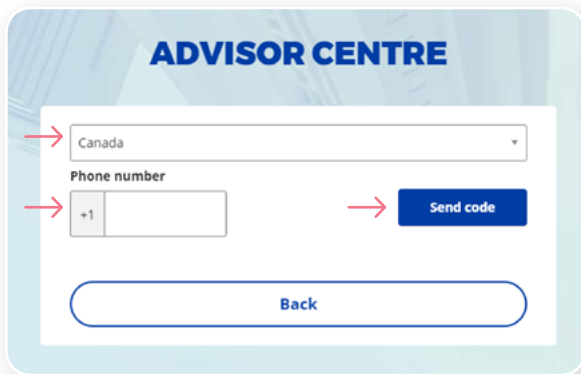 ADVISOR CENTRE
Canada
Phone number
+1
Send code
Back